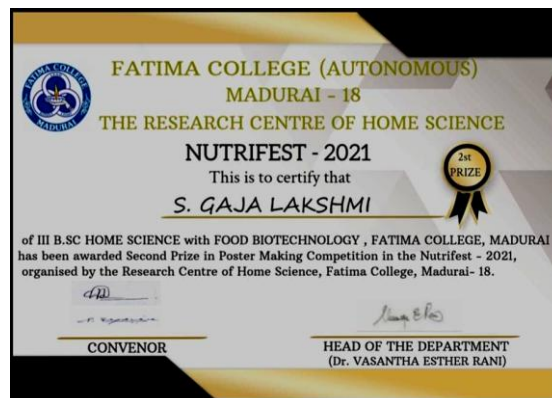 FATIMA COLLEGE (AUTONOMOUS)
MADURAI - 18
THE RESEARCH CENTRE OF HOME SCIENCE
NUTRIFEST - 2021
This is to certify that
S. GAJA LAKSHMI
2st
PRIZE
of III B.SC HOME SCIENCE with FOOD BIOTECHNOLOGY , FATIMA COLLEGE, MADURAI
has been awarded Second Prize in Poster Making Competition in the Nutrifest - 2021,
organised by the Research Centre of Home Science, Fatima College, Madurai- 18.
CONVENOR
HEAD OF THE DEPARTMENT
(Dr. VASANTHA ESTHER RANI)
FATIMA COLLEGE
MADURAI